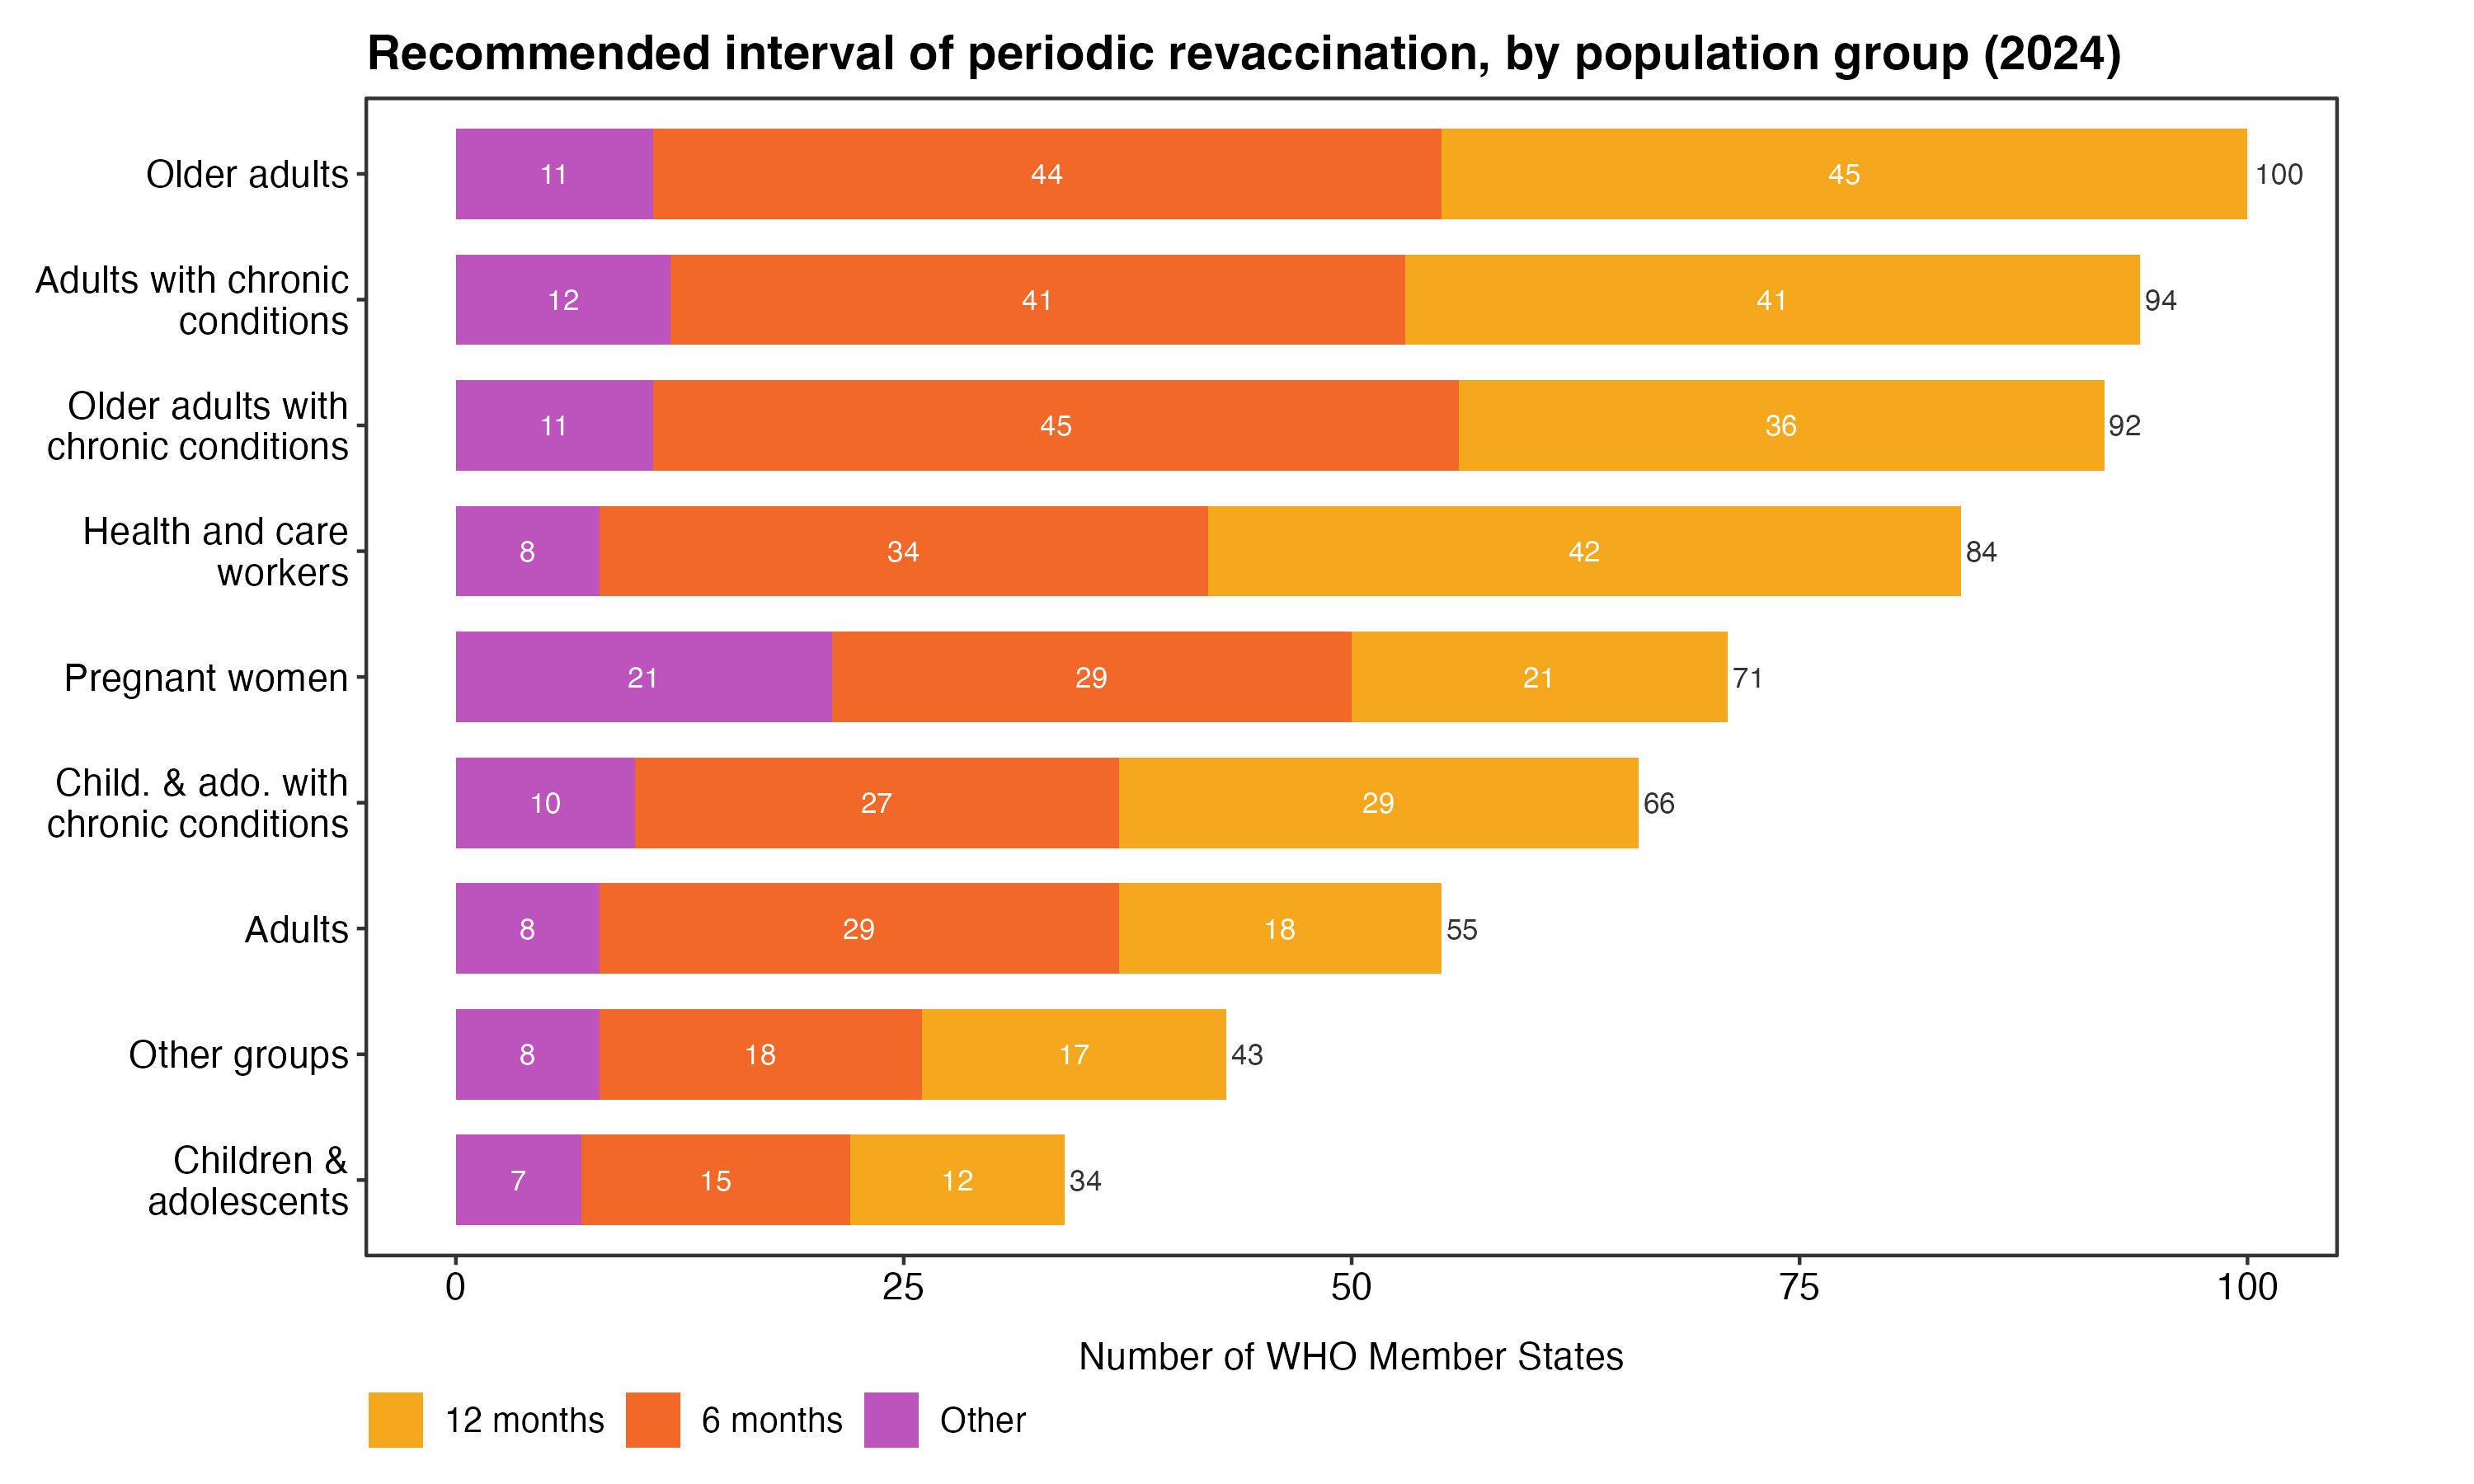 Recommended interval of periodic revaccination, by population group (2024)
Older adults
11 44 45 100
Adults with chronic
conditions
12 41 41 94
Older adults with
chronic conditions
11 45 36 92
Health and care
workers
8 34 42 84
Pregnant women
21 29 21 71
Child. & ado. with
chronic conditions
10 27 29 66
Adults
8 29 18 55
Other groups
8 18 17 43
Children &
adolescents
7 15 12 34
0 25 50 75 100
Number of WHO Member States
12 months 6 months Other